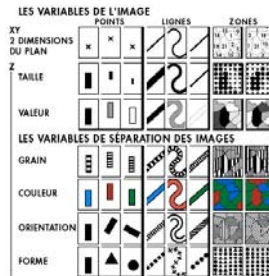 LES VARIABLES DE L'IMAGE
POINTS LIGNES ZONES
XY
2 DIMENSIONS
DU PLAN
Z
TAILLE
VALEUR
LES VARIABLES DE SÉPARATION DES IMAGES
GRAIN
COULEUR
ORIENTATION
FORME